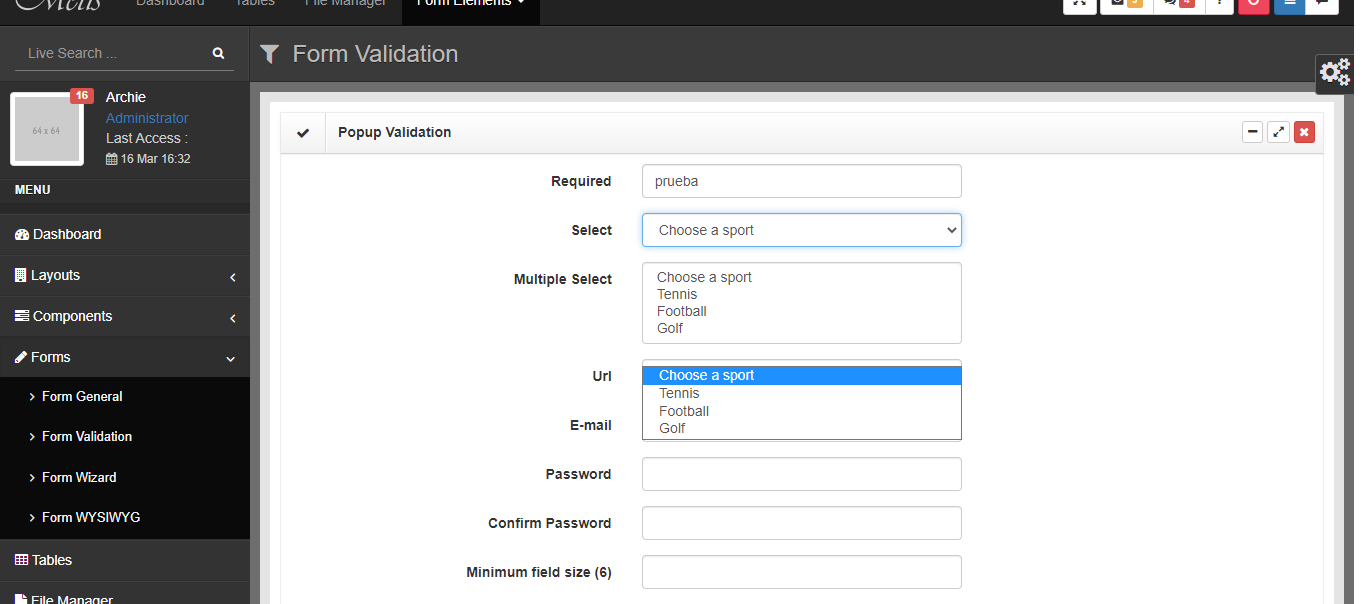 Metis
Dashboard
Tables
File Manager
Form Elements
5
4
?
Live Search ...
Form Validation
64 x 64
16
Archie
Administrator
Last Access :
16 Mar 16:32
MENU
Dashboard
Layouts
Components
Forms
Form General
Form Validation
Form Wizard
Form WYSIWYG
Tables
File Manager
Popup Validation
Required
prueba
Select
Choose a sport
Multiple Select
Choose a sport
Tennis
Football
Golf
Url
Choose a sport
Tennis
Football
Golf
E-mail
Password
Confirm Password
Minimum field size (6)